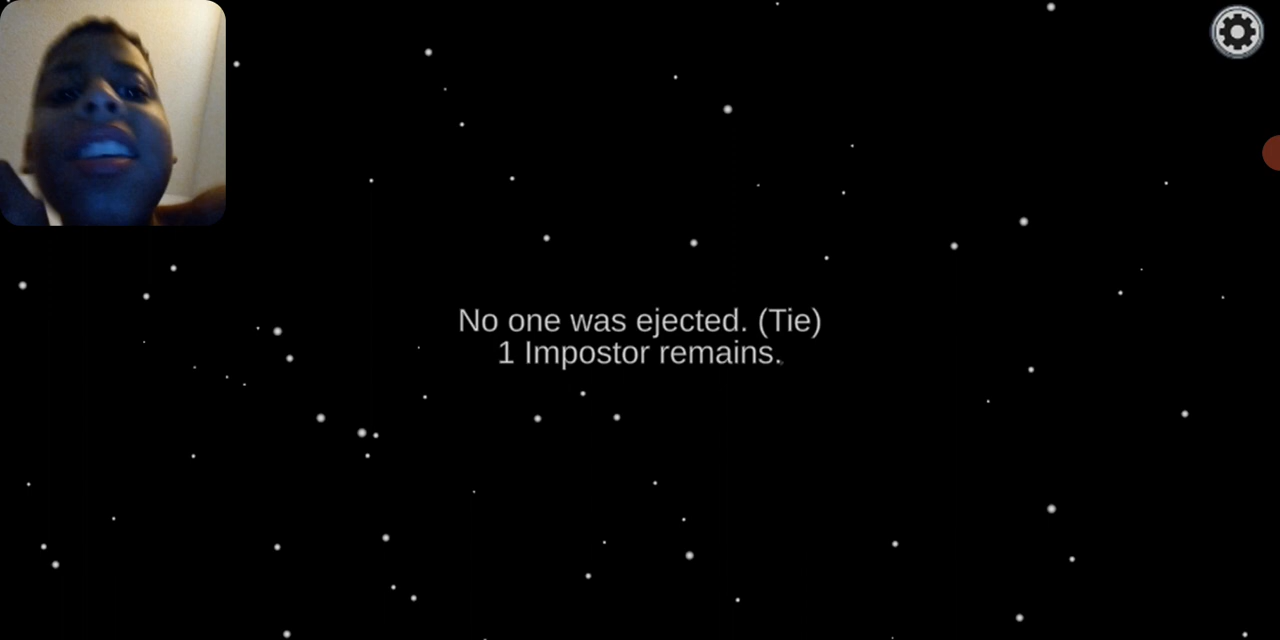 No one was ejected. (Tie)
1 Impostor remains.